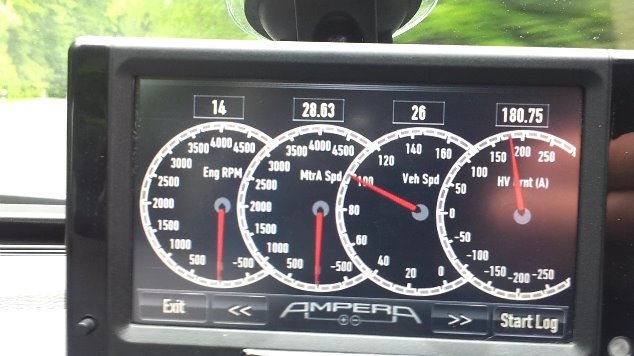 14 28.63 26 180.75
Eng RPM
500 1000 1500 2000 2500 3000 3500 4000 4500 -500
MtrA Spd
500 1000 1500 2000 2500 3000 3500 4000 4500 -500
Veh Spd
0 20 40 60 80 100 120 140 160
(A)
-250 -200 -150 -100 -50 0 50 100 150 200 250
Exit << AMPERA >> Start Log